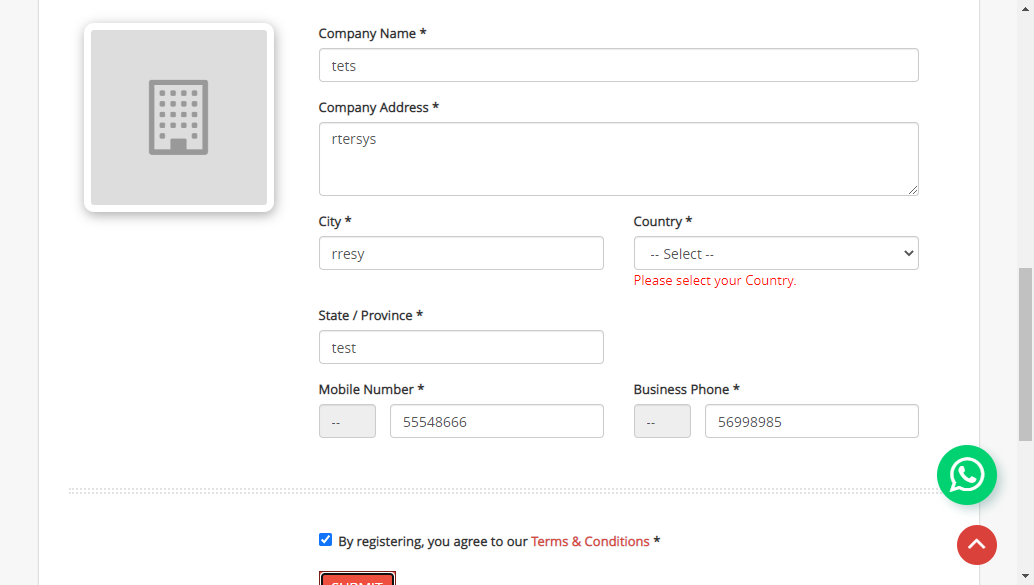 Company Name *
tets
Company Address *
rtersys
City *
Country *
rresy
-- Select --
Please select your Country.
State / Province *
test
Mobile Number *
Business Phone *
--
55548666
--
56998985
By registering, you agree to our Terms & Conditions *
SUBMIT